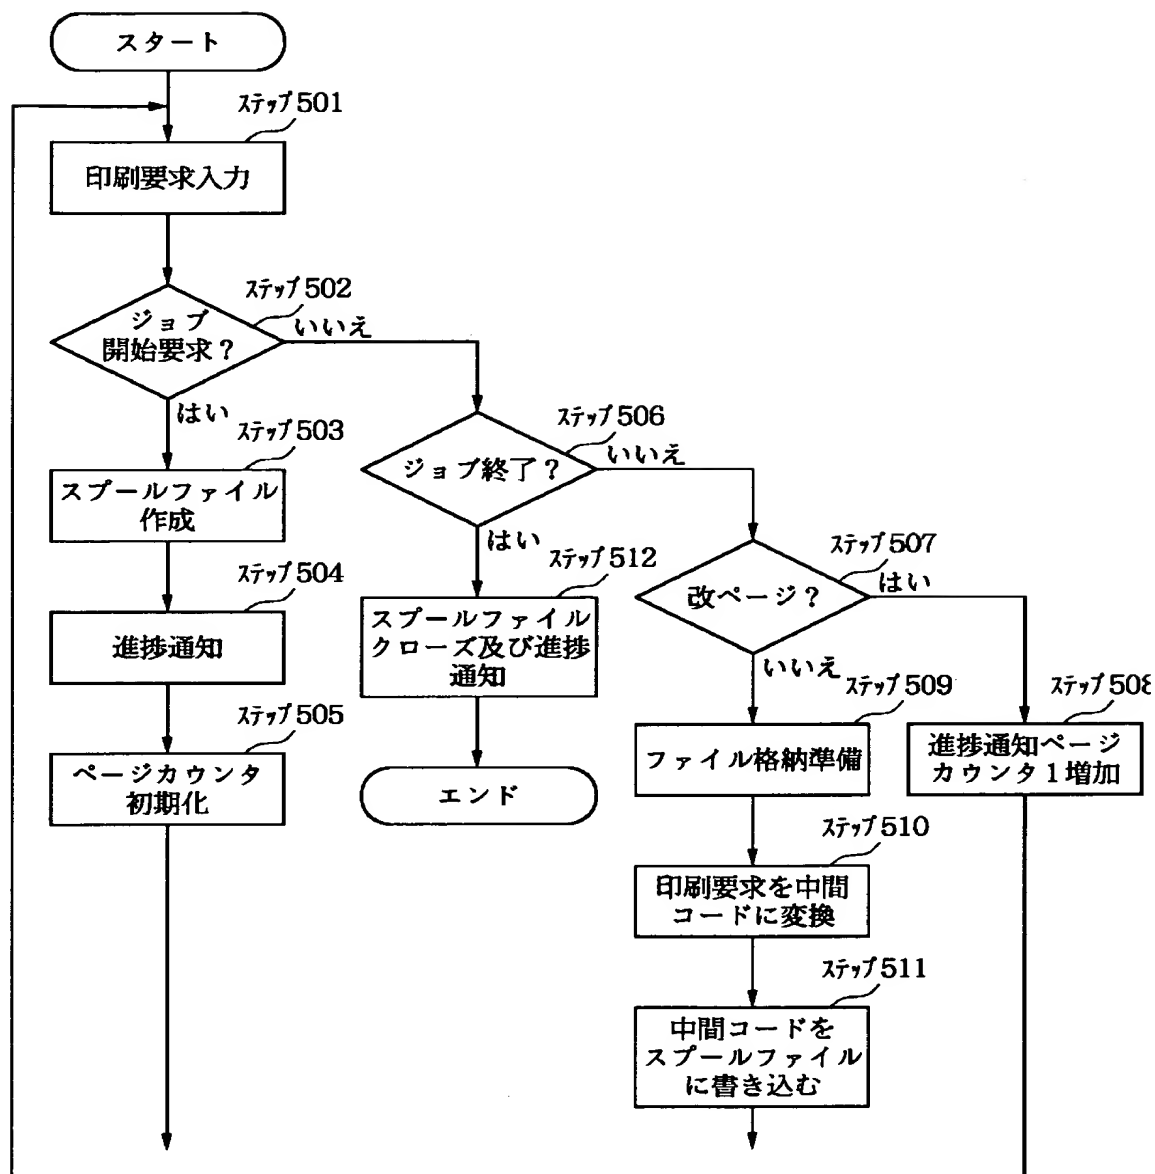 スタート
ステップ501
印刷要求入力
ステップ502
ジョブ
開始要求？
いいえ
はい
ステップ503
スプールファイル
作成
ステップ504
進捗通知
ステップ505
ページカウンタ
初期化
ステップ506
ジョブ終了？
いいえ
はい
ステップ512
スプールファイル
クローズ及び進捗
通知
エンド
ステップ507
改ページ？
はい
いいえ
ステップ509
ファイル格納準備
ステップ508
進捗通知ページ
カウンタ1増加
ステップ510
印刷要求を中間
コードに変換
ステップ511
中間コードを
スプールファイル
に書き込む